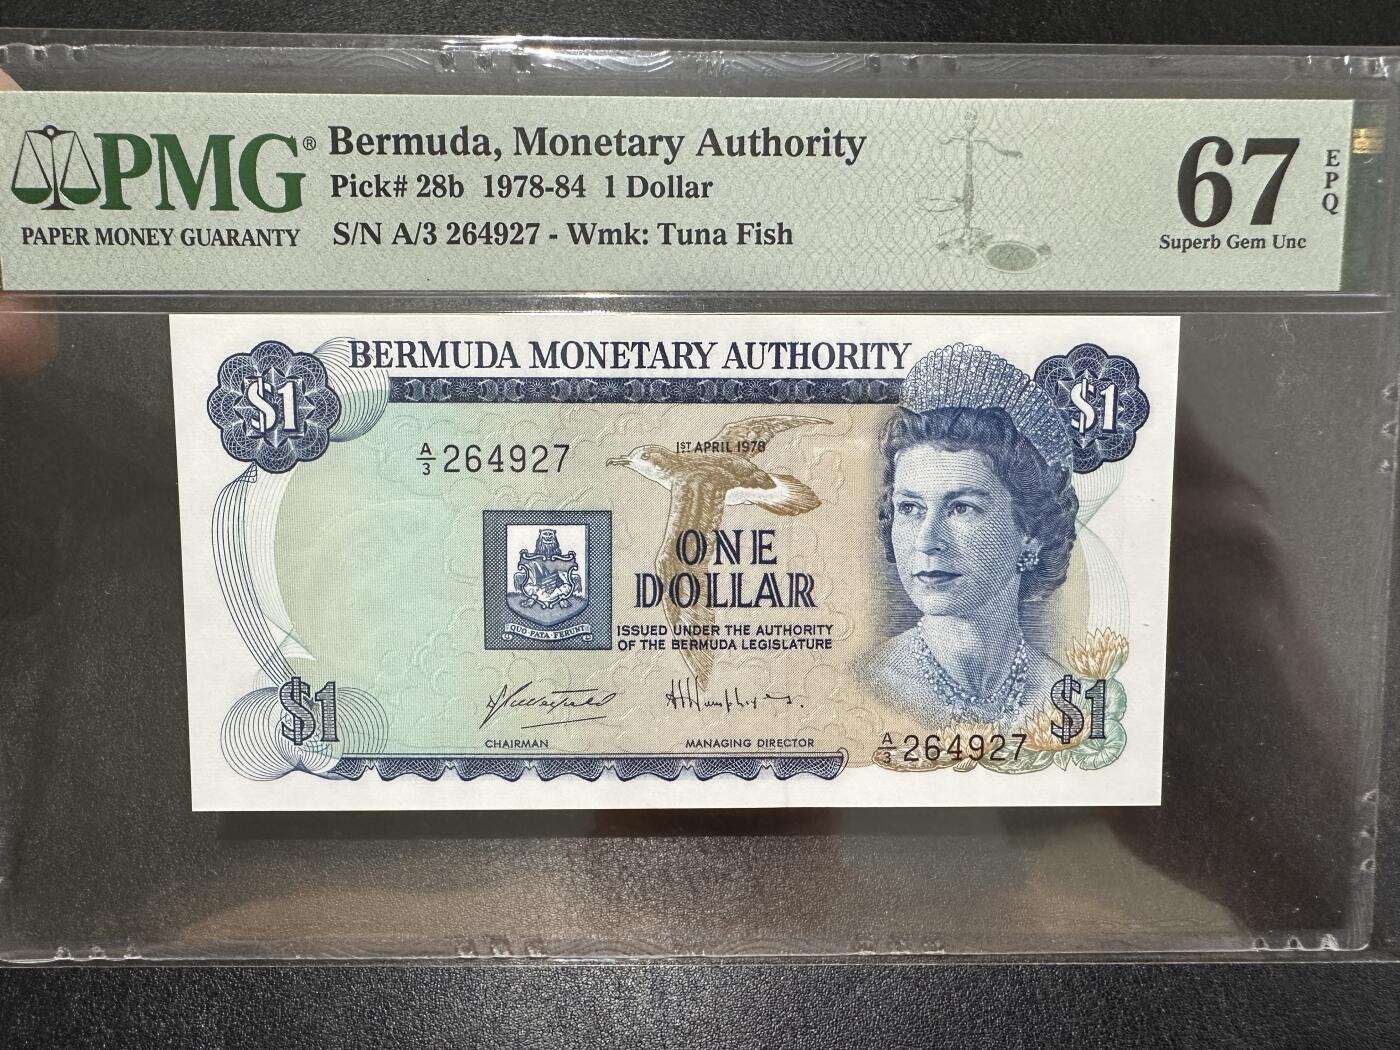 PMG®
PAPER MONEY GUARANTY
Bermuda, Monetary Authority
Pick# 28b 1978-84 1 Dollar
S/N A/3 264927 - Wmk: Tuna Fish
67
EPQ
Superb Gem Unc
BERMUDA MONETARY AUTHORITY
$1
$1
A/3 264927
1ST APRIL 1978
ONE
DOLLAR
QUO FATA FERUNT
ISSUED UNDER THE AUTHORITY
OF THE BERMUDA LEGISLATURE
$1
$1
CHAIRMAN
MANAGING DIRECTOR
A/3 264927